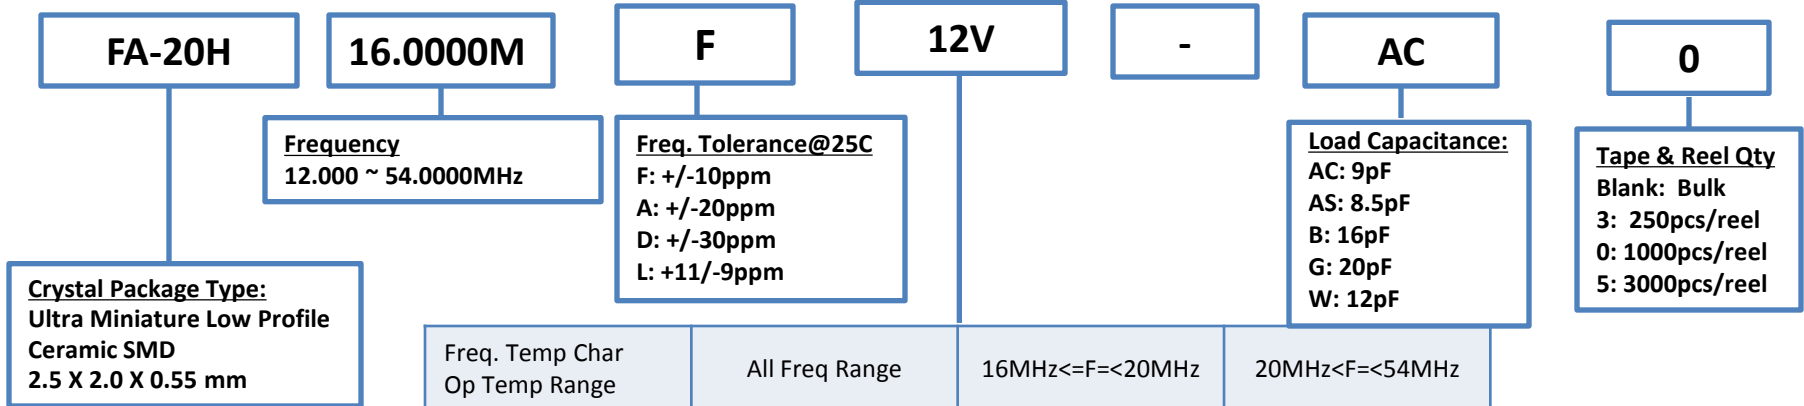 FA-20H
16.0000M
F
12V
-
AC
0
Frequency
12.000 ~ 54.0000MHz
Freq. Tolerance@25C
F: +/-10ppm
A: +/-20ppm
D: +/-30ppm
L: +11/-9ppm
Load Capacitance:
AC: 9pF
AS: 8.5pF
B: 16pF
G: 20pF
W: 12pF
Tape & Reel Qty
Blank: Bulk
3: 250pcs/reel
0: 1000pcs/reel
5: 3000pcs/reel
Crystal Package Type:
Ultra Miniature Low Profile
Ceramic SMD
2.5 X 2.0 X 0.55 mm
Freq. Temp Char
Op Temp Range
All Freq Range
16MHz<=F=<20MHz
20MHz<F=<54MHz